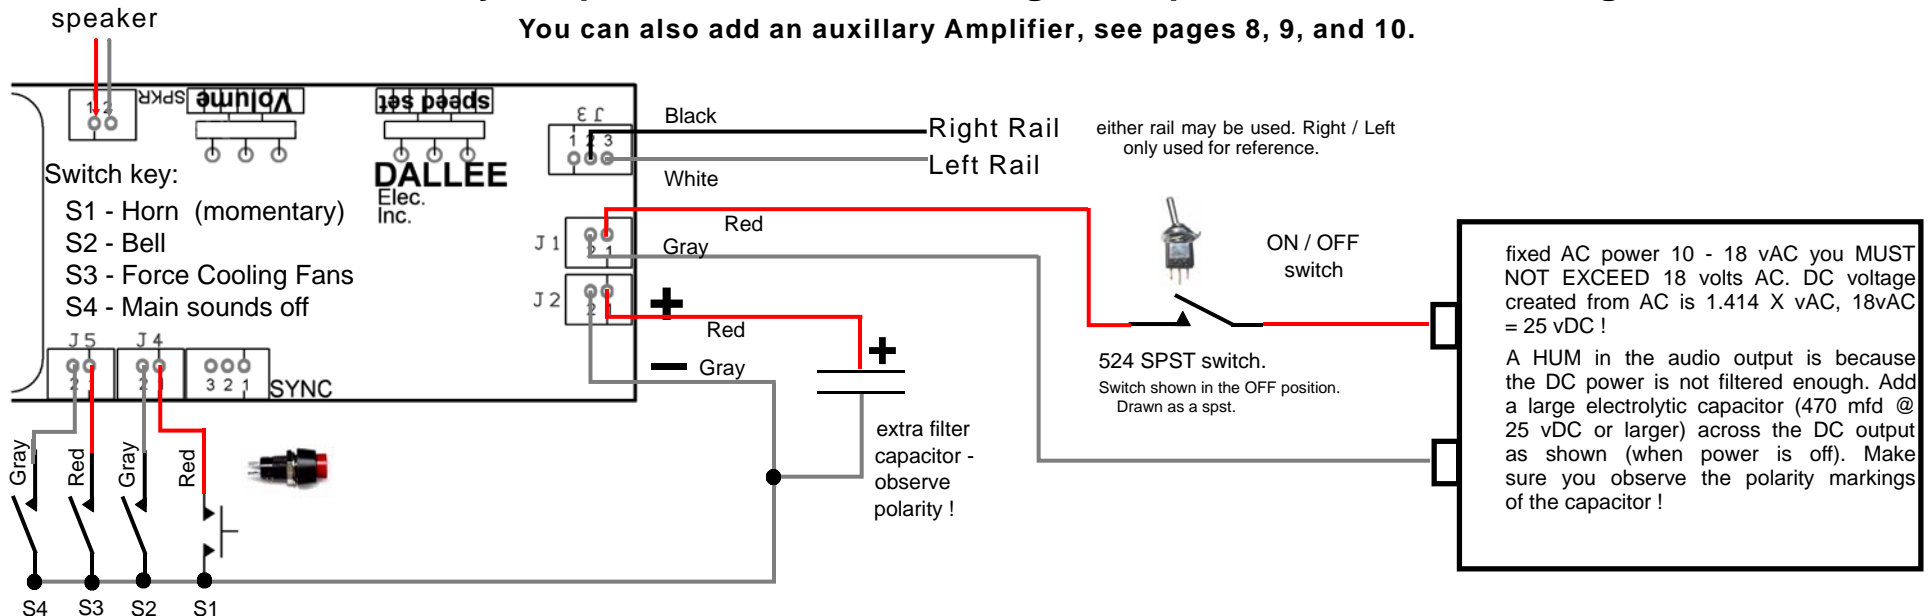 You can also add an auxillary Amplifier, see pages 8, 9, and 10.
speaker
1 2
SPKR
Volume
speed set
J 3
1 2 3
DALLEE
Elec.
Inc.
Black
White
Right Rail
Left Rail
either rail may be used. Right / Left
only used for reference.
Switch key:
S1 - Horn (momentary)
S2 - Bell
S3 - Force Cooling Fans
S4 - Main sounds off
J 1
2 1
Red
Gray
J 2
2 1
+
Red
−
Gray
+
extra filter
capacitor -
observe
polarity !
ON / OFF
switch
524 SPST switch.
Switch shown in the OFF position.
Drawn as a spst.
fixed AC power 10 - 18 vAC you MUST
NOT EXCEED 18 volts AC. DC voltage
created from AC is 1.414 X vAC, 18vAC
= 25 vDC !
A HUM in the audio output is because
the DC power is not filtered enough. Add
a large electrolytic capacitor (470 mfd @
25 vDC or larger) across the DC output
as shown (when power is off). Make
sure you observe the polarity markings
of the capacitor !
J 5
2 1
J 4
2 1
3 2 1
SYNC
Gray
Red
Gray
Red
S4
S3
S2
S1